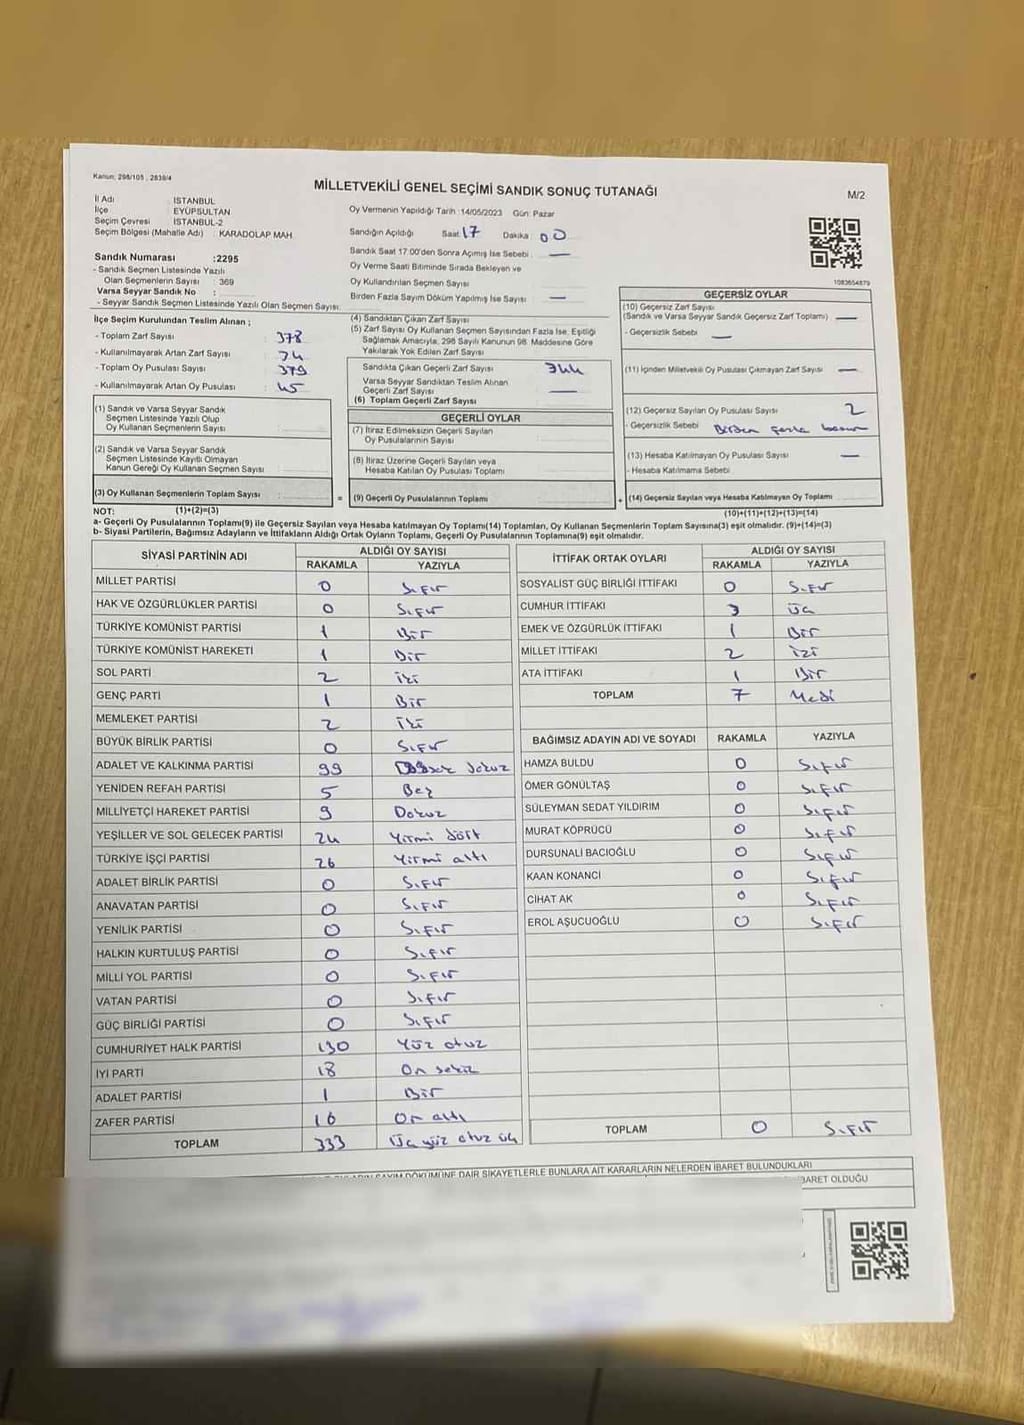 Kanun: 298/105 , 2839/4
MİLLETVEKİLİ GENEL SEÇİMİ SANDIK SONUÇ TUTANAĞI
M/2
İl Adı : İSTANBUL
İlçe : EYÜPSULTAN
Seçim Çevresi : İSTANBUL-2
Seçim Bölgesi (Mahalle Adı) : KARADOLAP MAH.
Sandık Numarası :2295
- Sandık Seçmen Listesinde Yazılı
Olan Seçmenlerin Sayısı : 369
Varsa Seyyar Sandık No :
- Seyyar Sandık Seçmen Listesinde Yazılı Olan Seçmen Sayısı:
Oy Vermenin Yapıldığı Tarih :14/05/2023 Gün: Pazar
Sandığın Açıldığı Saat 17 Dakika 00
Sandık Saat 17:00'den Sonra Açımış İse Sebebi : —
Oy Verme Saati Bitiminde Sırada Bekleyen ve
Oy Kullandırılan Seçmen Sayısı
Birden Fazla Sayım Döküm Yapılmış İse Sayısı : —
1083654879
İlçe Seçim Kurulundan Teslim Alınan ;
- Toplam Zarf Sayısı : 378
- Kullanılmayarak Artan Zarf Sayısı : 34
- Toplam Oy Pusulası Sayısı : 379
- Kullanılmayarak Artan Oy Pusulası : 45
(1) Sandık ve Varsa Seyyar Sandık
Seçmen Listesinde Yazılı Olup
Oy Kullanan Seçmenlerin Sayısı :
(2) Sandık ve Varsa Seyyar Sandık
Seçmen Listesinde Kayıtlı Olmayan
Kanun Gereği Oy Kullanan Seçmen Sayısı :
(3) Oy Kullanan Seçmenlerin Toplam Sayısı :
(4) Sandıktan Çıkan Zarf Sayısı
(5) Zarf Sayısı Oy Kullanan Seçmen Sayısından Fazla İse, Eşitliği
Sağlamak Amacıyla, 298 Sayılı Kanunun 98. Maddesine Göre
Yakılarak Yok Edilen Zarf Sayısı
Sandıkta Çıkan Geçerli Zarf Sayısı 344
Varsa Seyyar Sandıktan Teslim Alınan
Geçerli Zarf Sayısı —
(6) Toplam Geçerli Zarf Sayısı
GEÇERLİ OYLAR
(7) İtiraz Edilmeksizin Geçerli Sayılan
Oy Pusulalarının Sayısı
(8) İtiraz Üzerine Geçerli Sayılan veya
Hesaba Katılan Oy Pusulası Toplamı
= (9) Geçerli Oy Pusulalarının Toplamı
GEÇERSİZ OYLAR
(10) Geçersiz Zarf Sayısı
(Sandık ve Varsa Seyyar Sandık Geçersiz Zarf Toplamı) : —
- Geçersizlik Sebebi : —
(11) İçinden Milletvekili Oy Pusulası Çıkmayan Zarf Sayısı : —
(12) Geçersiz Sayılan Oy Pusulası Sayısı : 2
- Geçersizlik Sebebi Birden fazla basım
(13) Hesaba Katılmayan Oy Pusulası Sayısı : —
- Hesaba Katılmama Sebebi
+ (14) Geçersiz Sayılan veya Hesaba Katılmayan Oy Toplamı
NOT: (1)+(2)=(3)
(10)+(11)+(12)+(13)=(14)
a- Geçerli Oy Pusulalarının Toplamı(9) ile Geçersiz Sayılan veya Hesaba katılmayan Oy Toplamı(14) Toplamları, Oy Kullanan Seçmenlerin Toplam Sayısına(3) eşit olmalıdır. (9)+(14)=(3)
b- Siyasi Partilerin, Bağımsız Adayların ve İttifakların Aldığı Ortak Oyların Toplamı, Geçerli Oy Pusulalarının Toplamına(9) eşit olmalıdır.
SİYASİ PARTİNİN ADI ALDIĞI OY SAYISI
RAKAMLA YAZIYLA
MİLLET PARTİSİ 0 Sıfır
HAK VE ÖZGÜRLÜKLER PARTİSİ 0 Sıfır
TÜRKİYE KOMÜNİST PARTİSİ 1 Bir
TÜRKİYE KOMÜNİST HAREKETİ 1 Bir
SOL PARTİ 2 iki
GENÇ PARTİ 1 Bir
MEMLEKET PARTİSİ 2 iki
BÜYÜK BİRLİK PARTİSİ 0 Sıfır
ADALET VE KALKINMA PARTİSİ 99 Doksan dokuz
YENİDEN REFAH PARTİSİ 5 Beş
MİLLİYETÇİ HAREKET PARTİSİ 9 Dokuz
YEŞİLLER VE SOL GELECEK PARTİSİ 24 Yirmi dört
TÜRKİYE İŞÇİ PARTİSİ 26 Yirmi altı
ADALET BİRLİK PARTİSİ 0 Sıfır
ANAVATAN PARTİSİ 0 Sıfır
YENİLİK PARTİSİ 0 Sıfır
HALKIN KURTULUŞ PARTİSİ 0 Sıfır
MİLLİ YOL PARTİSİ 0 Sıfır
VATAN PARTİSİ 0 Sıfır
GÜÇ BİRLİĞİ PARTİSİ 0 Sıfır
CUMHURİYET HALK PARTİSİ 130 Yüz otuz
İYİ PARTİ 18 On sekiz
ADALET PARTİSİ 1 Bir
ZAFER PARTİSİ 16 On altı
TOPLAM 333 Üç yüz otuz üç
İTTİFAK ORTAK OYLARI ALDIĞI OY SAYISI
RAKAMLA YAZIYLA
SOSYALİST GÜÇ BİRLİĞİ İTTİFAKI 0 Sıfır
CUMHUR İTTİFAKI 3 üç
EMEK VE ÖZGÜRLÜK İTTİFAKI 1 Bir
MİLLET İTTİFAKI 2 iki
ATA İTTİFAKI 1 Bir
TOPLAM 7 Yedi
BAĞIMSIZ ADAYIN ADI VE SOYADI RAKAMLA YAZIYLA
HAMZA BULDU 0 Sıfır
ÖMER GÖNÜLTAŞ 0 Sıfır
SÜLEYMAN SEDAT YILDIRIM 0 Sıfır
MURAT KÖPRÜCÜ 0 Sıfır
DURSUNALİ BACIOĞLU 0 Sıfır
KAAN KONANCI 0 Sıfır
CİHAT AK 0 Sıfır
EROL AŞUCUOĞLU 0 Sıfır
TOPLAM 0 Sıfır
SAYIM DÖKÜMÜNE DAİR ŞİKAYETLERLE BUNLARA AİT KARARLARIN NELERDEN İBARET BULUNDUKLARI
İBARET OLDUĞU